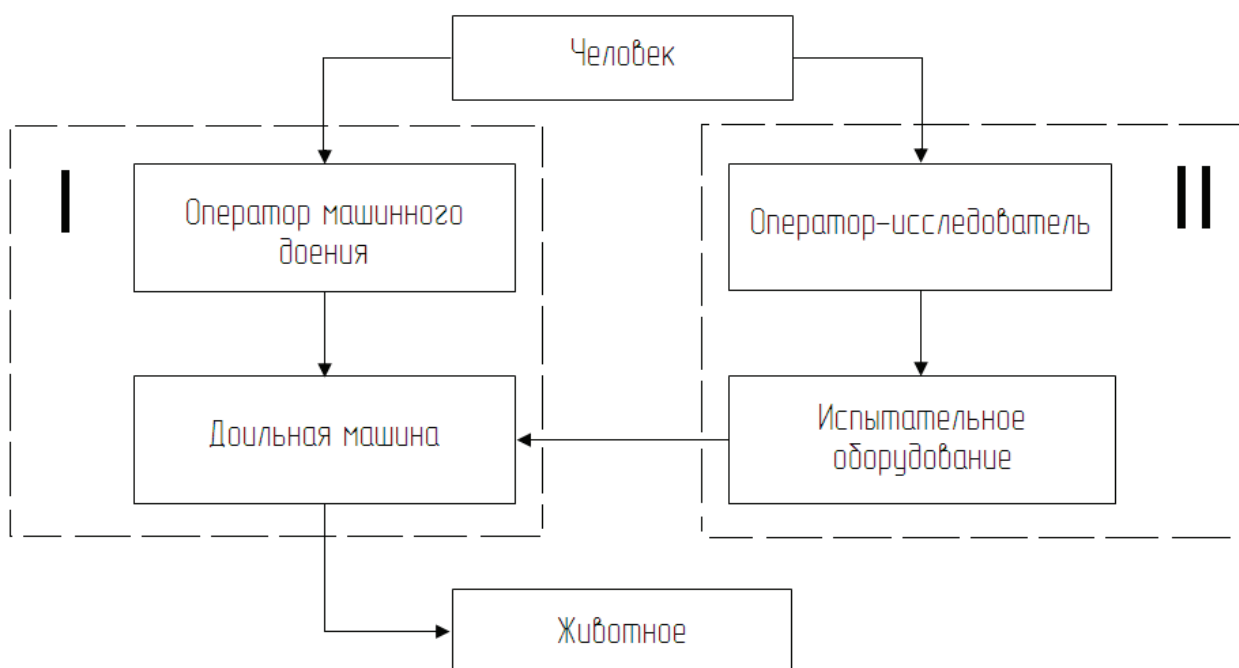 Человек
I
Оператор машинного
доения
Оператор-исследователь
II
Доильная машина
Испытательное
оборудование
Животное